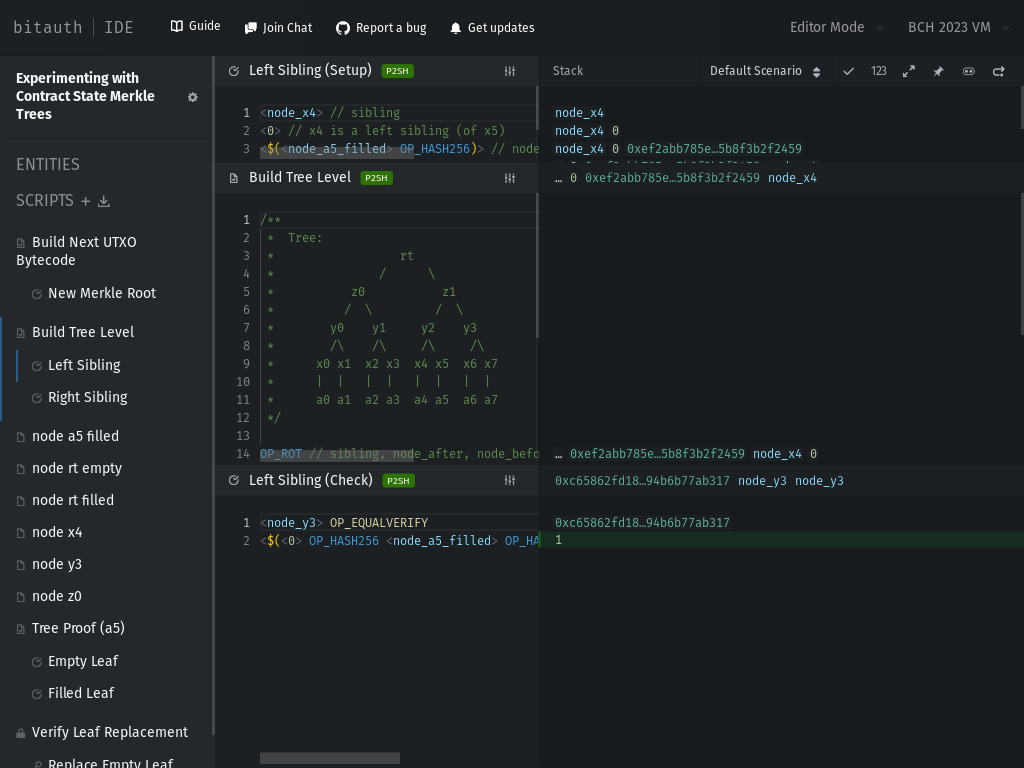 bitauth | IDE
Guide
Join Chat
Report a bug
Get updates
Editor Mode
BCH 2023 VM
Experimenting with
Contract State Merkle
Trees
ENTITIES
SCRIPTS +
Build Next UTXO
Bytecode
New Merkle Root
Build Tree Level
Left Sibling
Right Sibling
node a5 filled
node rt empty
node rt filled
node x4
node y3
node z0
Tree Proof (a5)
Empty Leaf
Filled Leaf
Verify Leaf Replacement
Replace Empty Leaf
Left Sibling (Setup) P2SH
Stack
Default Scenario
123
1 <node_x4> // sibling
2 <0> // x4 is a left sibling (of x5)
3 <$(<node_a5_filled> OP_HASH256)> // node
node_x4
node_x4 0
node_x4 0 0xef2abb785e…5b8f3b2f2459
Build Tree Level P2SH
… 0 0xef2abb785e…5b8f3b2f2459 node_x4
1 /**
2 *  Tree:
3 *                  rt
4 *               /      \
5 *           z0           z1
6 *          /  \         /  \
7 *        y0    y1     y2    y3
8 *        /\    /\     /\     /\
9 *      x0 x1  x2 x3  x4 x5  x6 x7
10 *      |  |   |  |   |  |   |  |
11 *      a0 a1  a2 a3  a4 a5  a6 a7
12 */
13
14 OP_ROT // sibling, node_after, node_befo
… 0xef2abb785e…5b8f3b2f2459 node_x4 0
Left Sibling (Check) P2SH
0xc65862fd18…94b6b77ab317 node_y3 node_y3
1 <node_y3> OP_EQUALVERIFY
2 <$(<0> OP_HASH256 <node_a5_filled> OP_HA
0xc65862fd18…94b6b77ab317
1